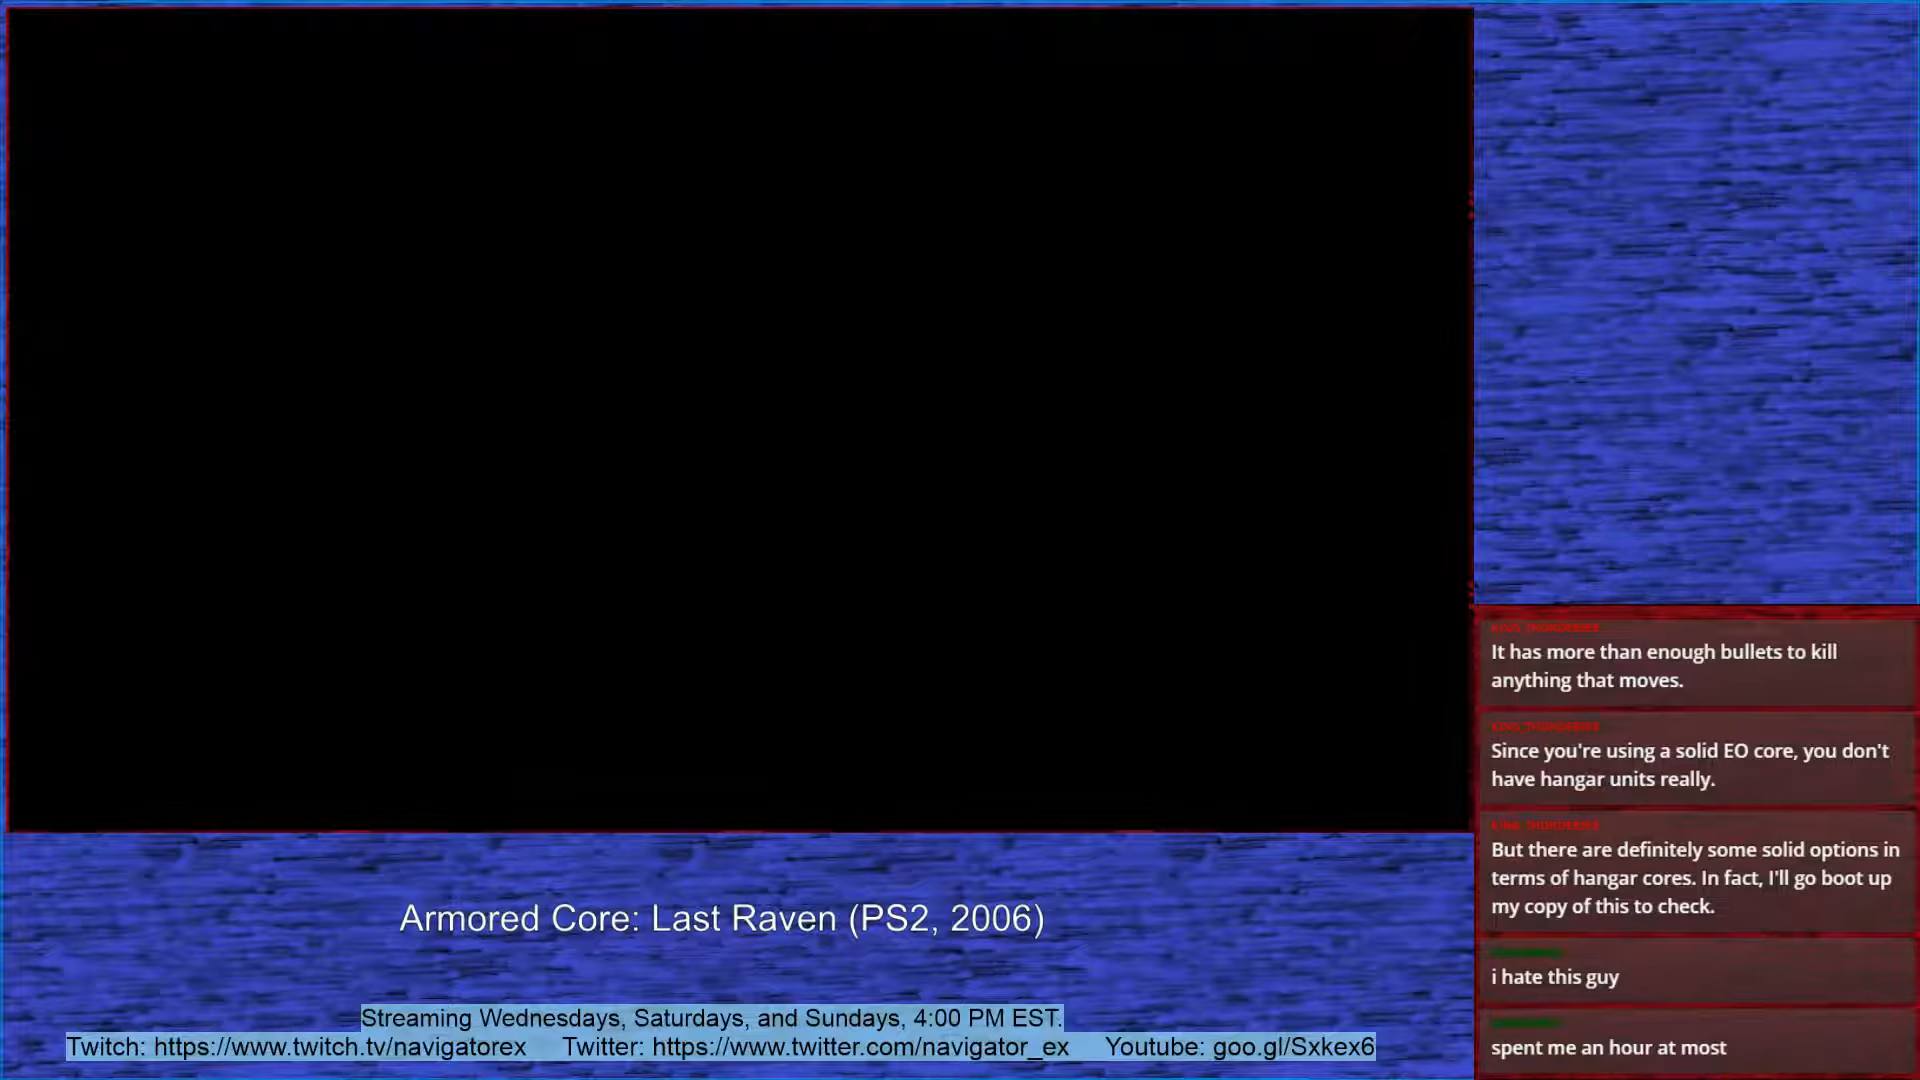 It has more than enough bullets to kill
anything that moves.
Since you're using a solid EO core, you don't
have hangar units really.
But there are definitely some solid options in
terms of hangar cores. In fact, I'll go boot up
my copy of this to check.
i hate this guy
spent me an hour at most
Armored Core: Last Raven (PS2, 2006)
Streaming Wednesdays, Saturdays, and Sundays, 4:00 PM EST.
Twitch: https://www.twitch.tv/navigatorex Twitter: https://www.twitter.com/navigator_ex Youtube: goo.gl/Sxkex6